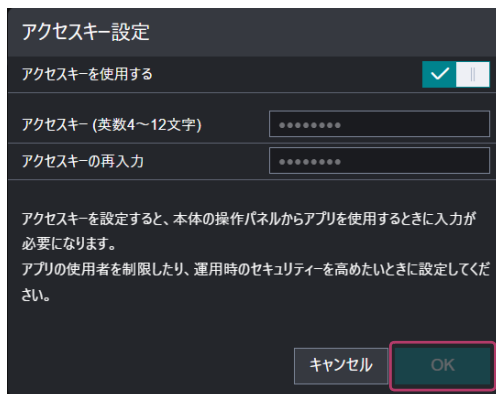 アクセスキー設定
アクセスキーを使用する
アクセスキー (英数4～12文字)
••••••••
アクセスキーの再入力
••••••••
アクセスキーを設定すると、本体の操作パネルからアプリを使用するときに入力が
必要になります。
アプリの使用者を制限したり、運用時のセキュリティーを高めたいときに設定してくだ
さい。
キャンセル
OK